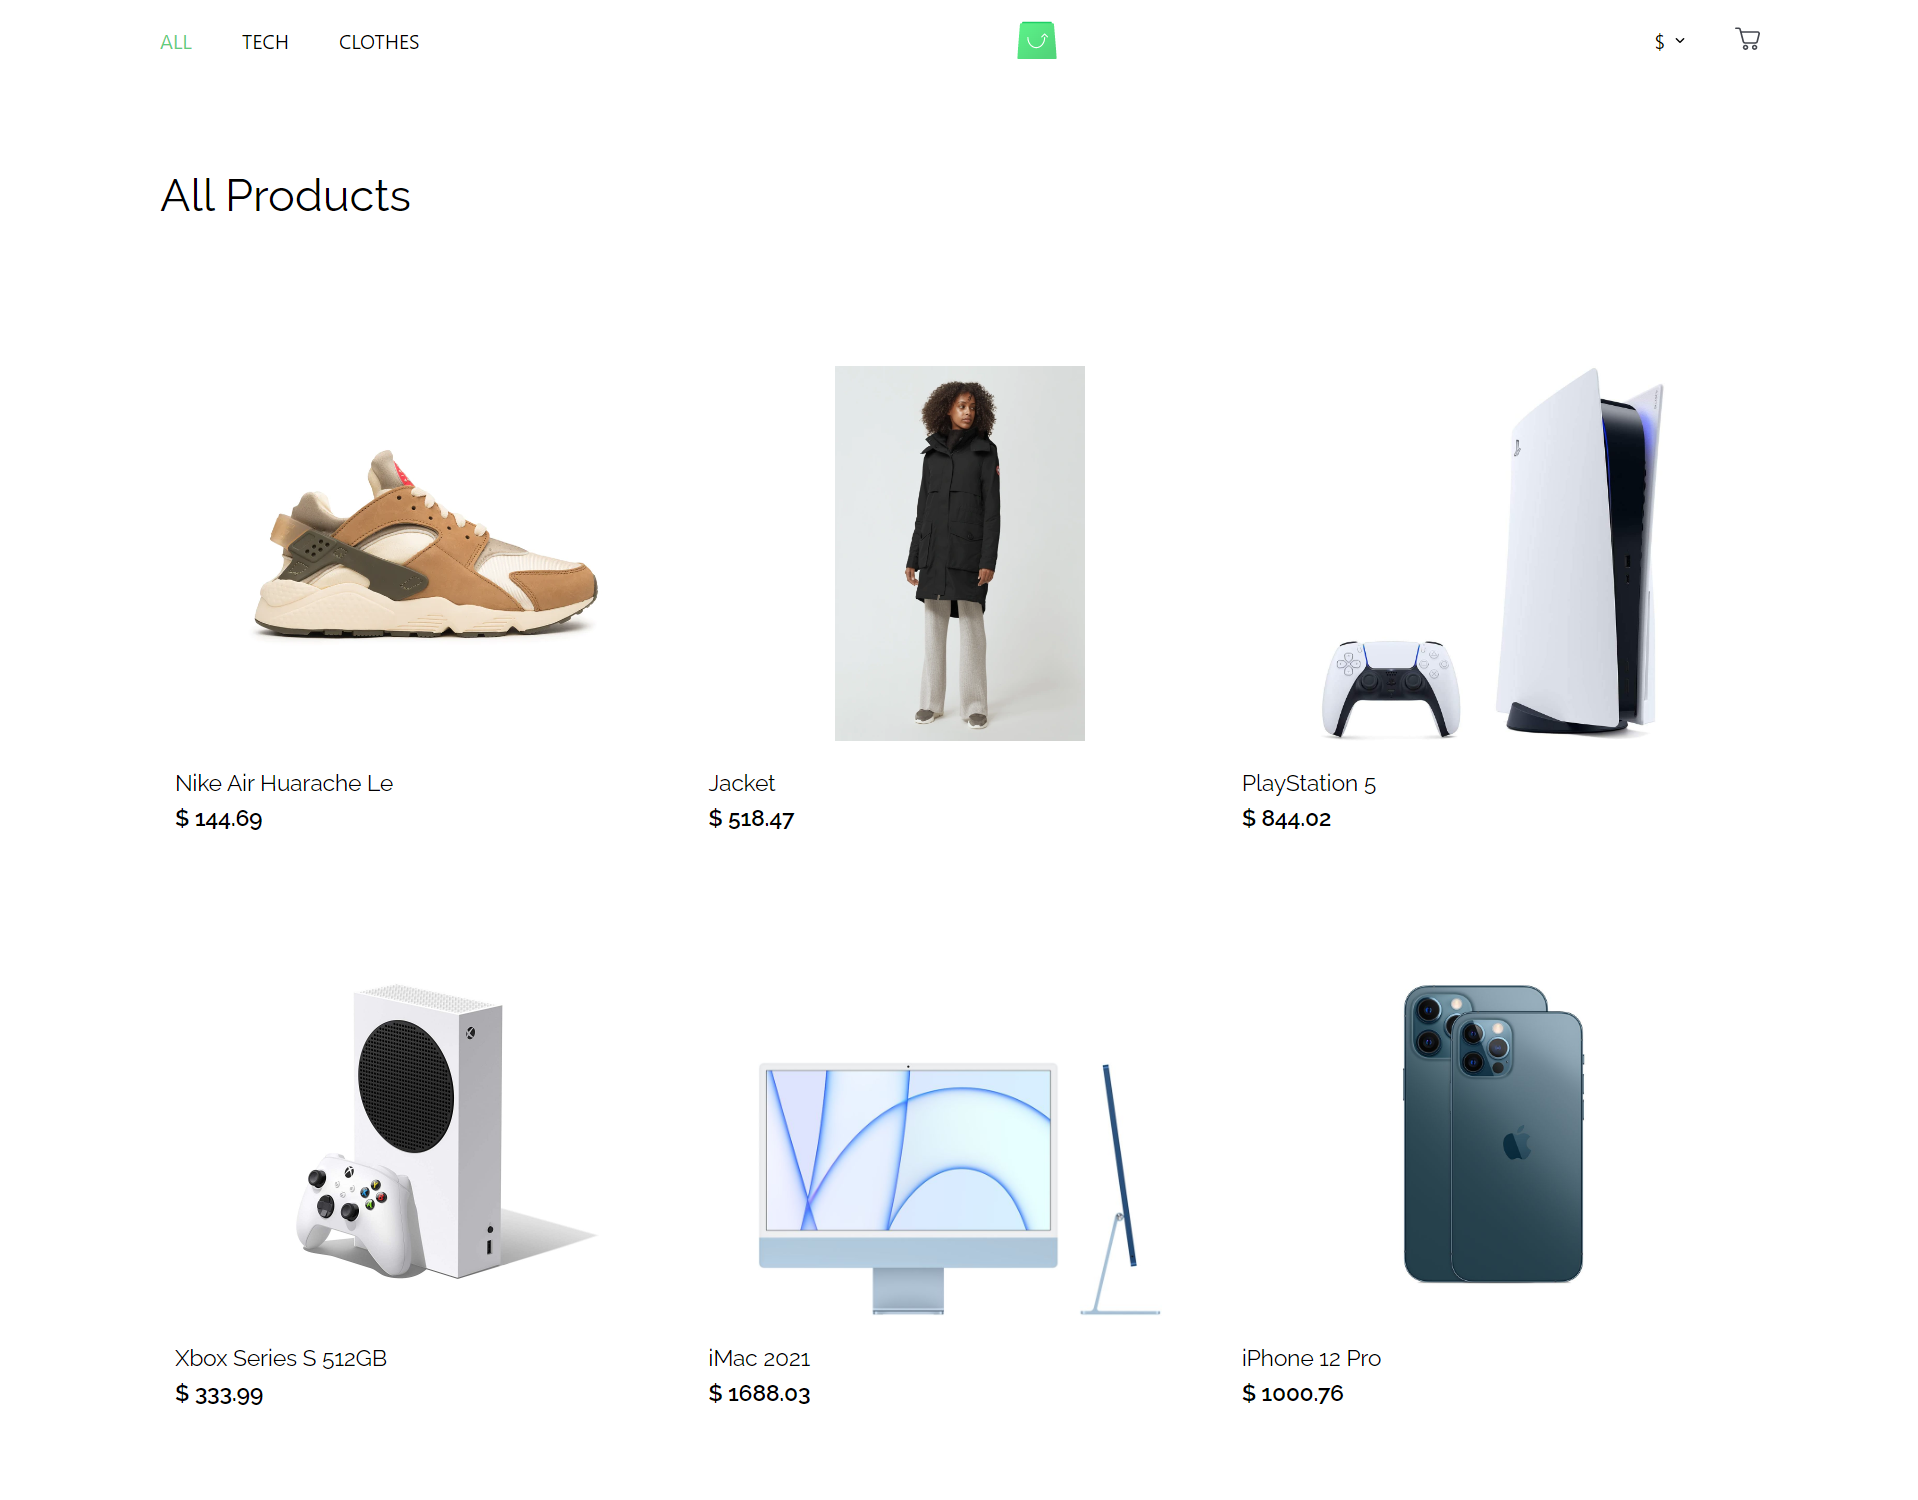 ALL TECH CLOTHES $
All Products
Nike Air Huarache Le
$ 144.69
Jacket
$ 518.47
PlayStation 5
$ 844.02
Xbox Series S 512GB
$ 333.99
iMac 2021
$ 1688.03
iPhone 12 Pro
$ 1000.76